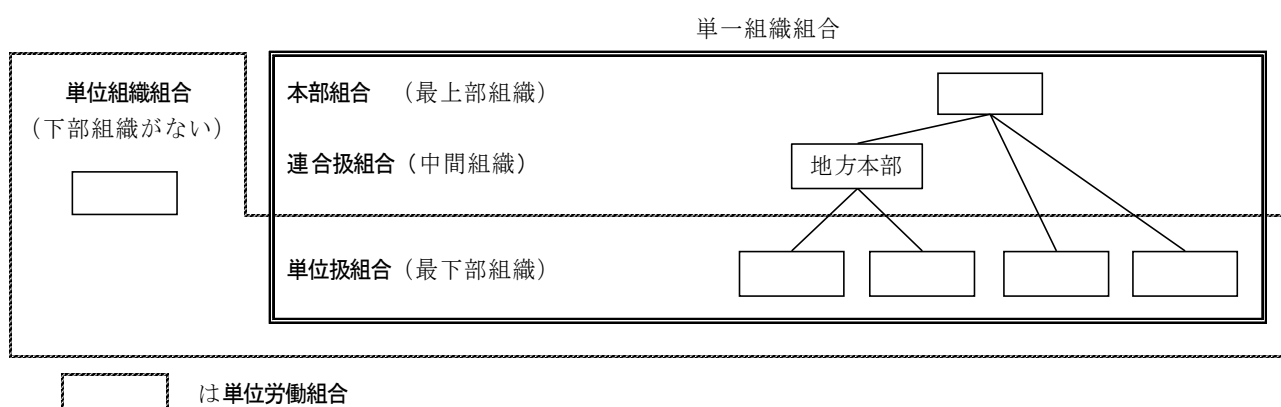 単一組織組合
単位組織組合
（下部組織がない）
本部組合 （最上部組織）
連合扱組合（中間組織）
地方本部
単位扱組合（最下部組織）
は単位労働組合